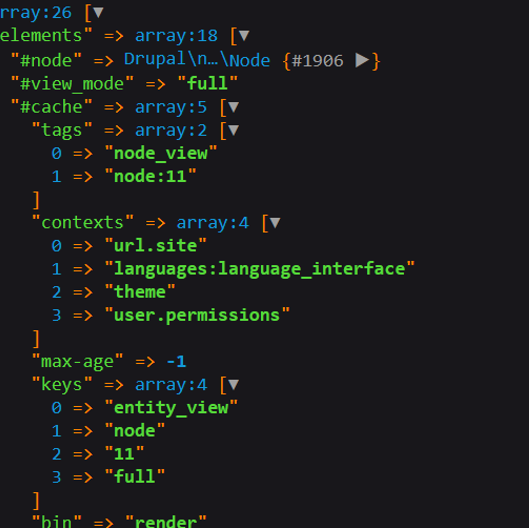 rray:26 [▼
elements" => array:18 [▼
"#node" => Drupal\n…\Node {#1906 ▶}
"#view_mode" => "full"
"#cache" => array:5 [▼
"tags" => array:2 [▼
0 => "node_view"
1 => "node:11"
]
"contexts" => array:4 [▼
0 => "url.site"
1 => "languages:language_interface"
2 => "theme"
3 => "user.permissions"
]
"max-age" => -1
"keys" => array:4 [▼
0 => "entity_view"
1 => "node"
2 => "11"
3 => "full"
]
"bin" => "render"